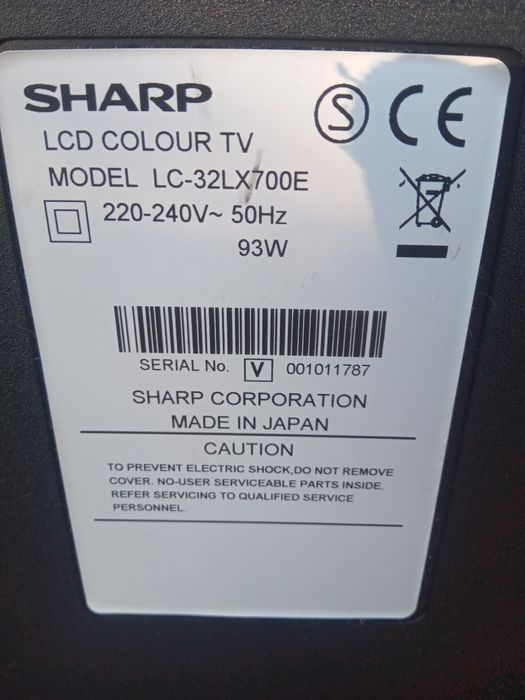 SHARP
S CE
LCD COLOUR TV
MODEL LC-32LX700E
220-240V~ 50Hz
93W
SERIAL No. V 001011787
SHARP CORPORATION
MADE IN JAPAN
CAUTION
TO PREVENT ELECTRIC SHOCK,DO NOT REMOVE
COVER. NO-USER SERVICEABLE PARTS INSIDE.
REFER SERVICING TO QUALIFIED SERVICE
PERSONNEL.